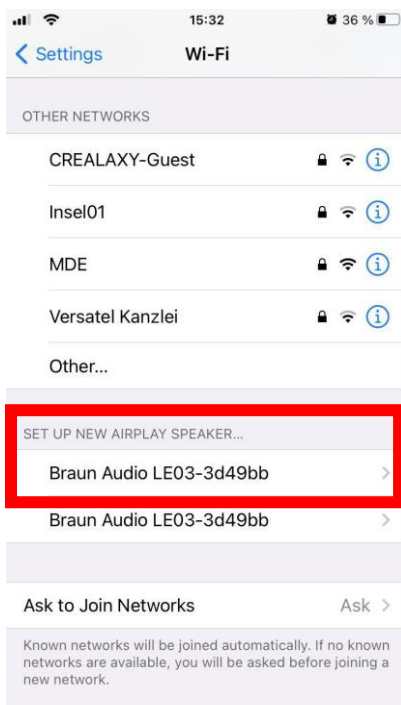 15:32
36 %
Settings
Wi-Fi
OTHER NETWORKS
CREALAXY-Guest
Insel01
MDE
Versatel Kanzlei
Other...
SET UP NEW AIRPLAY SPEAKER...
Braun Audio LE03-3d49bb
Braun Audio LE03-3d49bb
Ask to Join Networks
Ask
Known networks will be joined automatically. If no known
networks are available, you will be asked before joining a
new network.